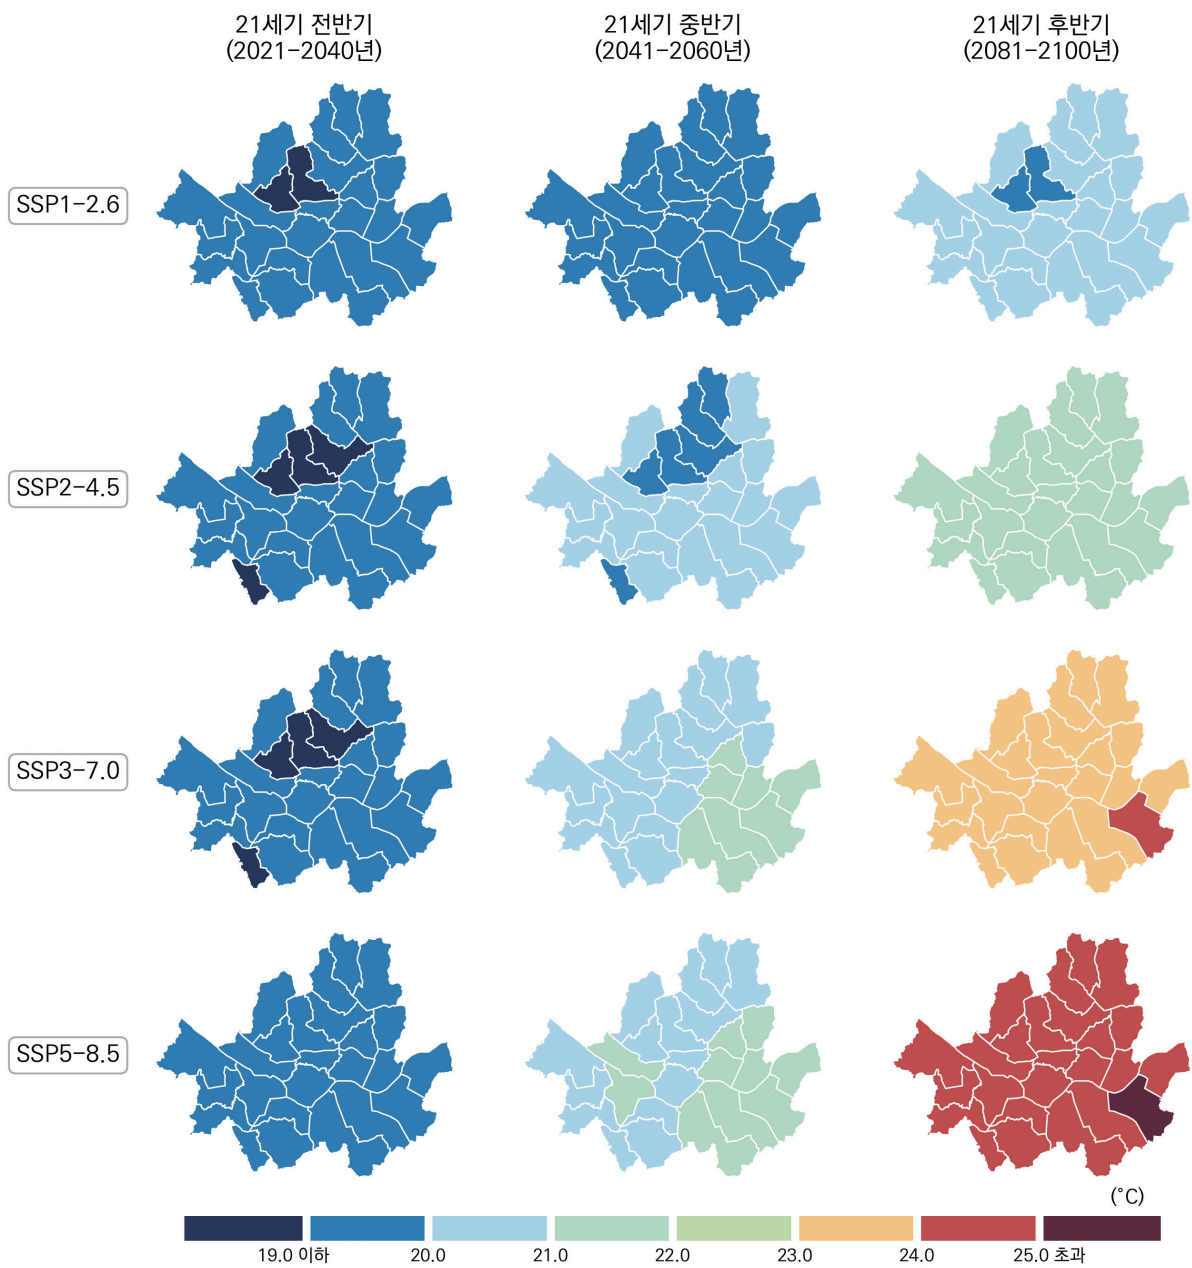 21세기 전반기
(2021-2040년)
21세기 중반기
(2041-2060년)
21세기 후반기
(2081-2100년)
SSP1-2.6
SSP2-4.5
SSP3-7.0
SSP5-8.5
(°C)
19.0 이하
20.0
21.0
22.0
23.0
24.0
25.0 초과